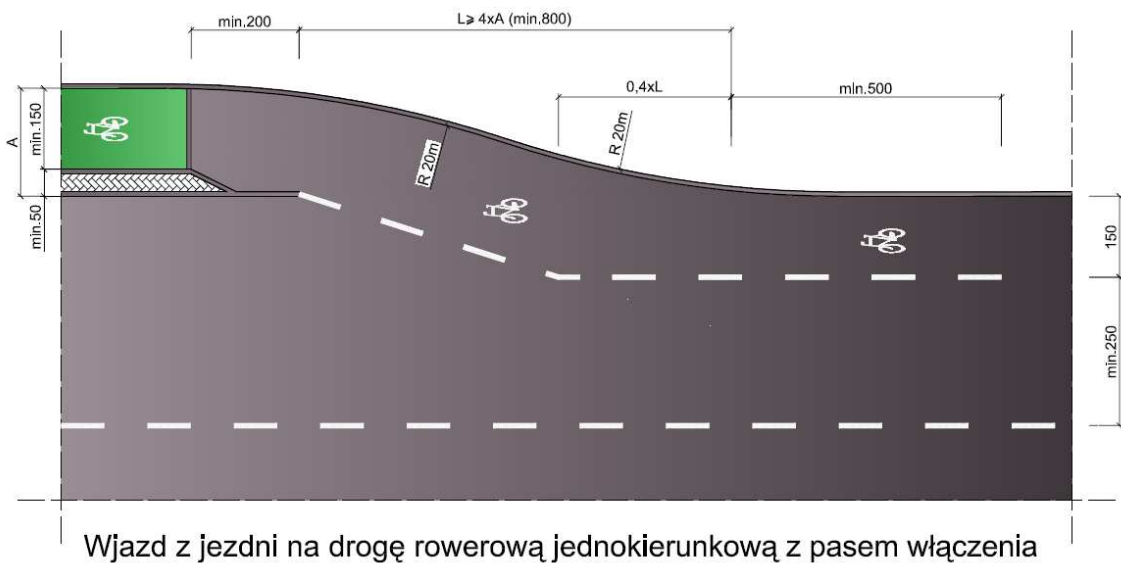 min.200
L⩾ 4xA (min.800)
0,4xL
min.500
A
min.150
min.50
R 20m
R 20m
150
min.250
Wjazd z jezdni na drogę rowerową jednokierunkową z pasem włączenia